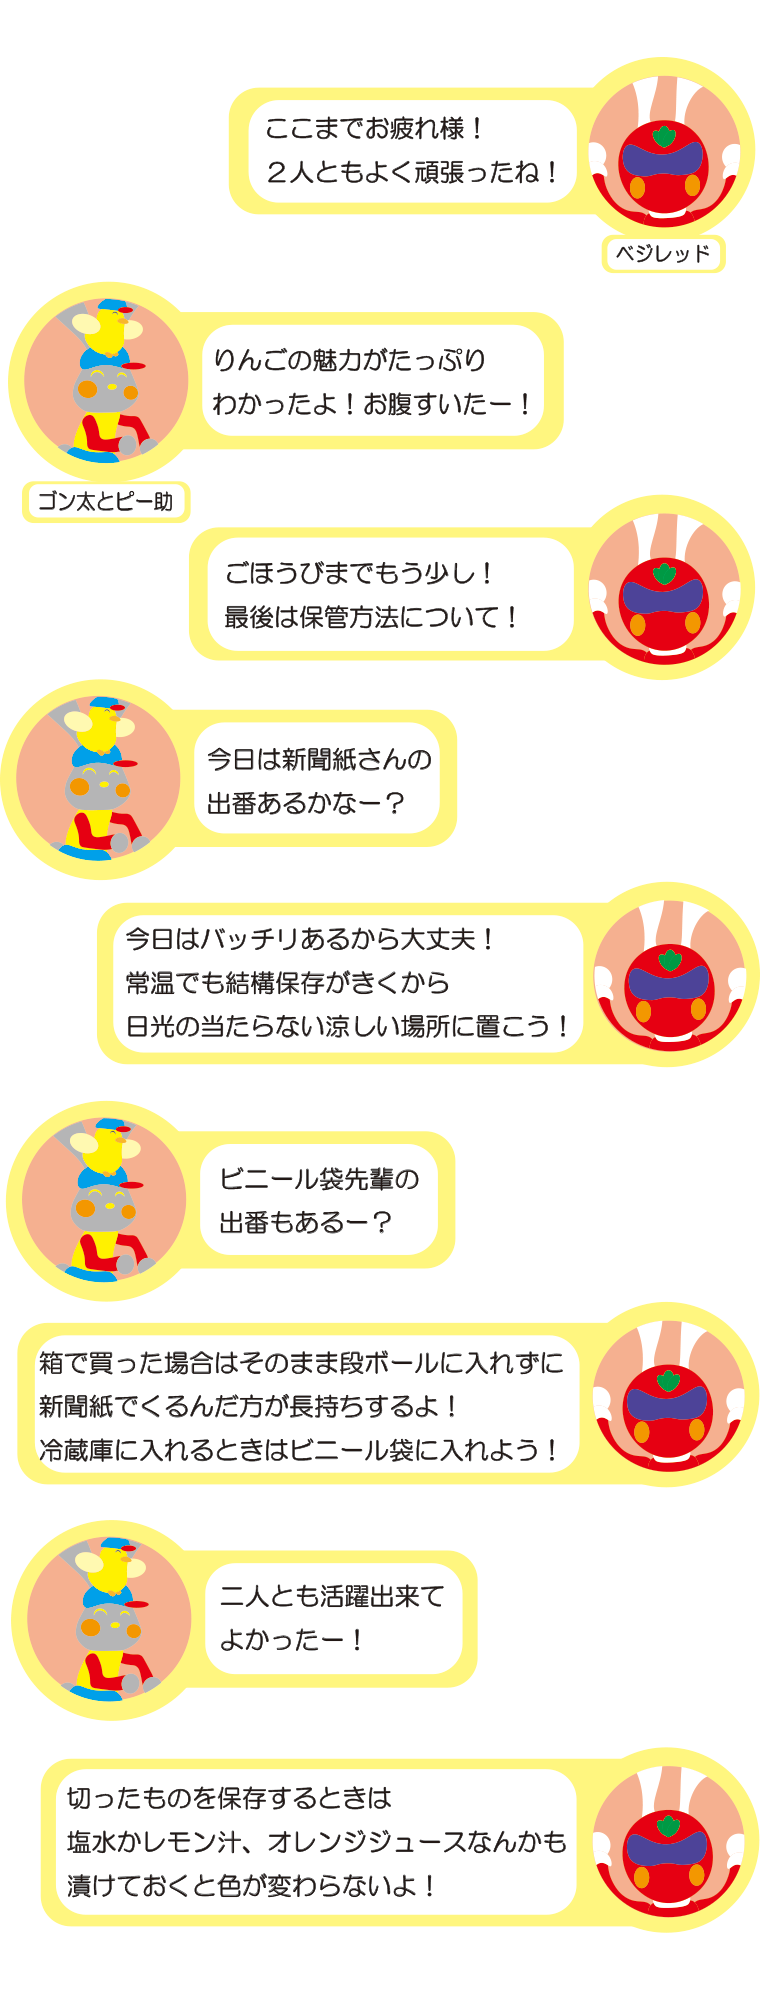 ここまでお疲れ様！
２人ともよく頑張ったね！
ベジレッド
りんごの魅力がたっぷり
わかったよ！お腹すいたー！
ゴン太とピー助
ごほうびまでもう少し！
最後は保管方法について！
今日は新聞紙さんの
出番あるかなー？
今日はバッチリあるから大丈夫！
常温でも結構保存がきくから
日光の当たらない涼しい場所に置こう！
ビニール袋先輩の
出番もあるー？
箱で買った場合はそのまま段ボールに入れずに
新聞紙でくるんだ方が長持ちするよ！
冷蔵庫に入れるときはビニール袋に入れよう！
二人とも活躍出来て
よかったー！
切ったものを保存するときは
塩水かレモン汁、オレンジジュースなんかも
漬けておくと色が変わらないよ！